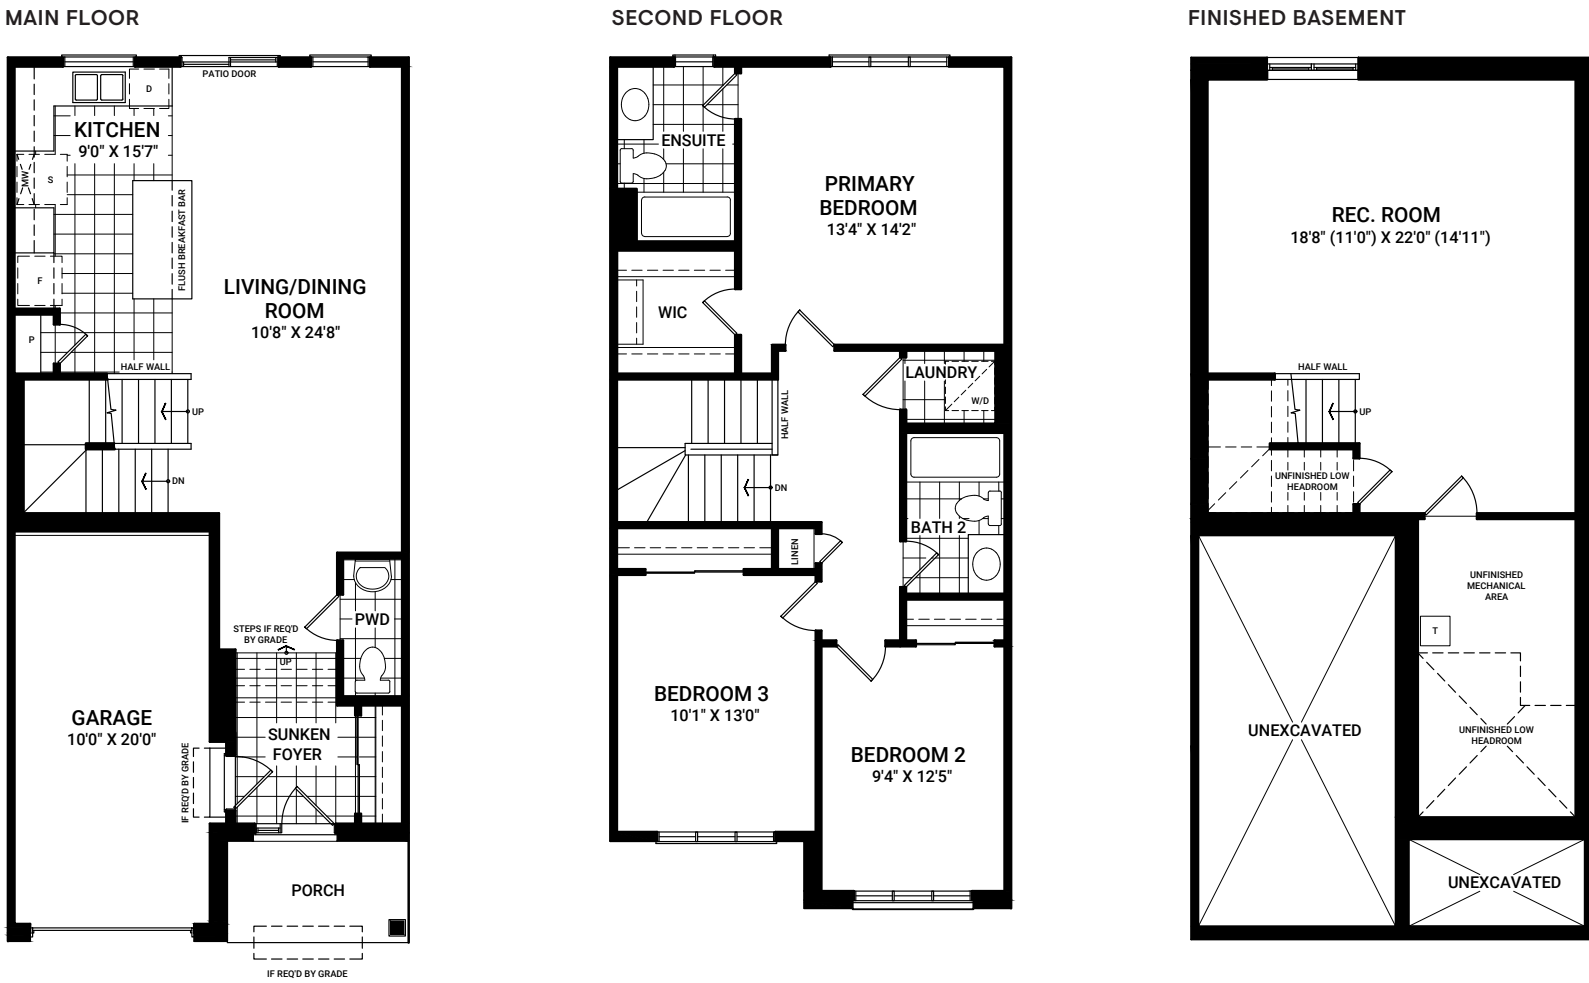 MAIN FLOOR
PATIO DOOR
D
KITCHEN
9'0" X 15'7"
MW
S
FLUSH BREAKFAST BAR
F
LIVING/DINING
ROOM
10'8" X 24'8"
P
HALF WALL
UP
DN
PWD
STEPS IF REQ'D
BY GRADE
UP
GARAGE
10'0" X 20'0"
SUNKEN
FOYER
IF REQ'D BY GRADE
PORCH
IF REQ'D BY GRADE
SECOND FLOOR
ENSUITE
PRIMARY
BEDROOM
13'4" X 14'2"
WIC
LAUNDRY
W/D
HALF WALL
DN
BATH 2
LINEN
BEDROOM 3
10'1" X 13'0"
BEDROOM 2
9'4" X 12'5"
FINISHED BASEMENT
REC. ROOM
18'8" (11'0") X 22'0" (14'11")
HALF WALL
UP
UNFINISHED LOW
HEADROOM
UNFINISHED
MECHANICAL
AREA
T
UNEXCAVATED
UNFINISHED LOW
HEADROOM
UNEXCAVATED